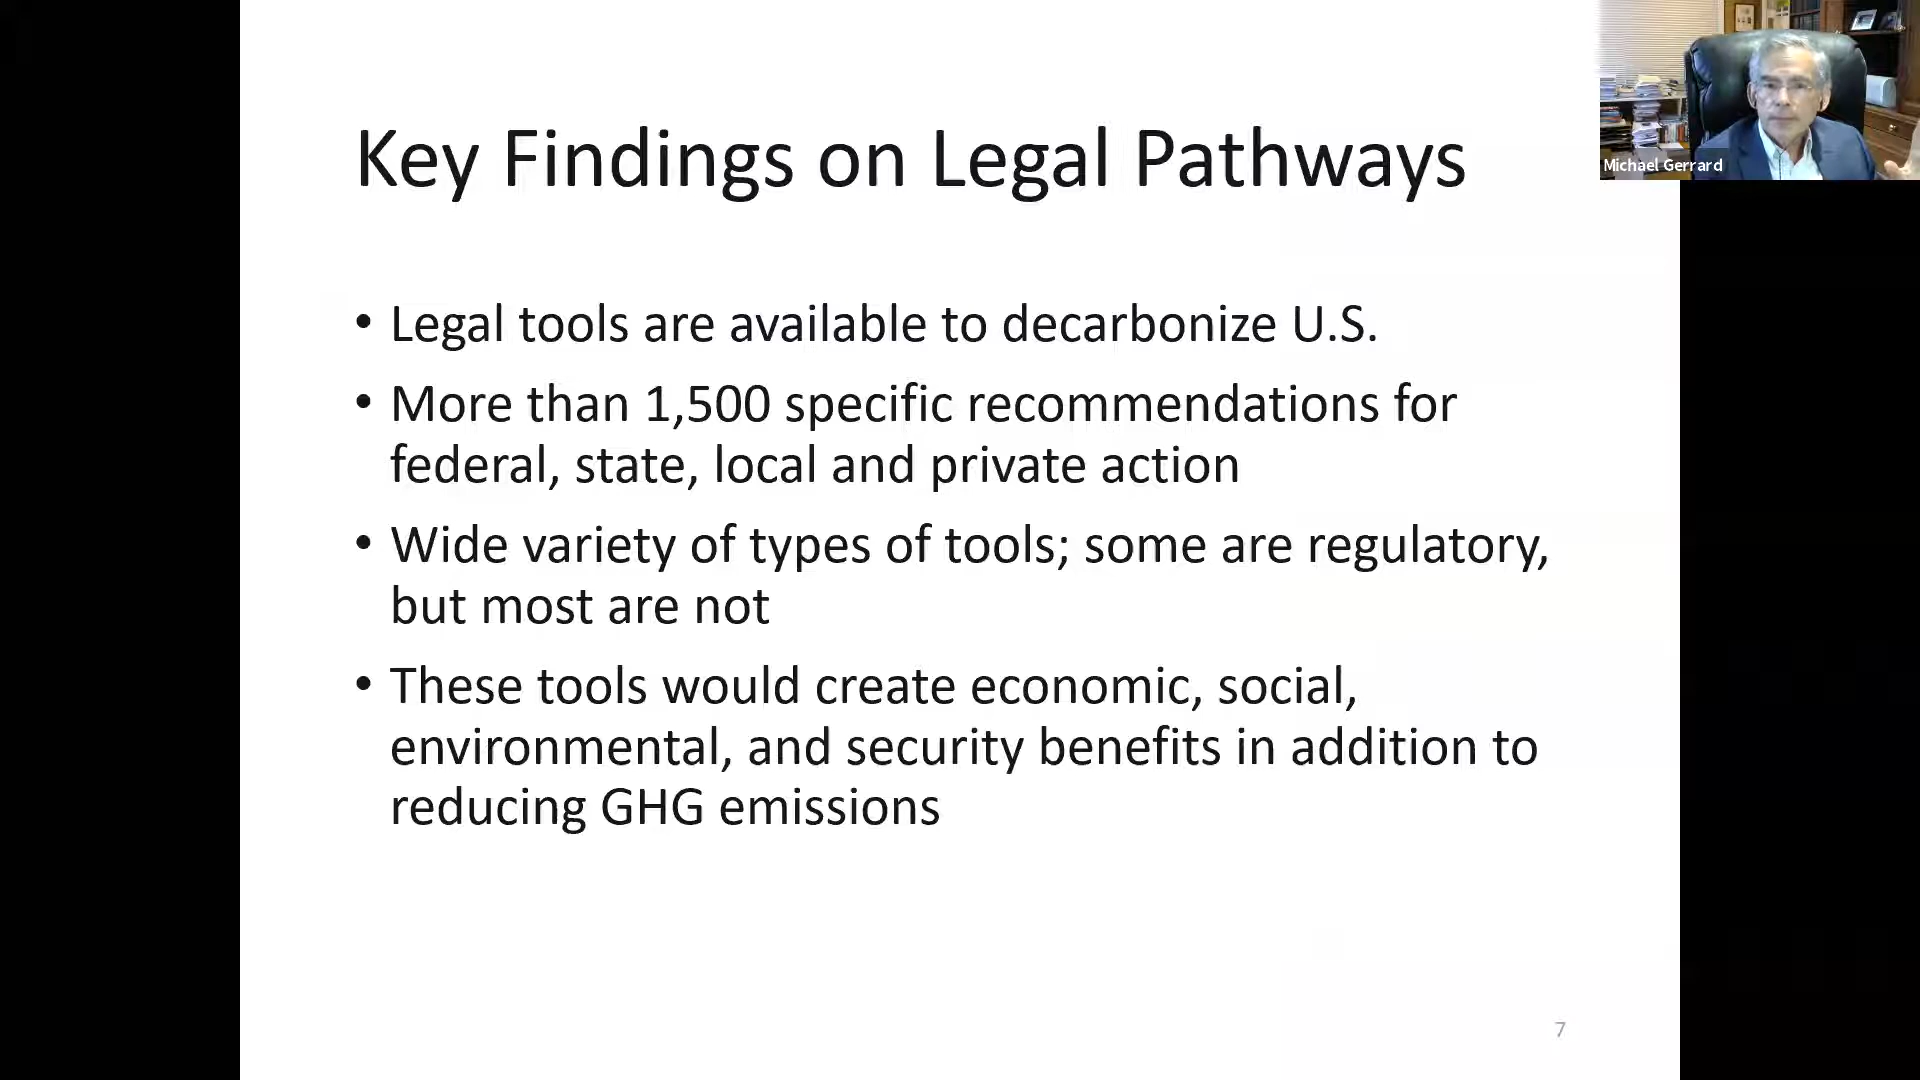 Key Findings on Legal Pathways
Michael Gerrard
• Legal tools are available to decarbonize U.S.
• More than 1,500 specific recommendations for
federal, state, local and private action
• Wide variety of types of tools; some are regulatory,
but most are not
• These tools would create economic, social,
environmental, and security benefits in addition to
reducing GHG emissions
7